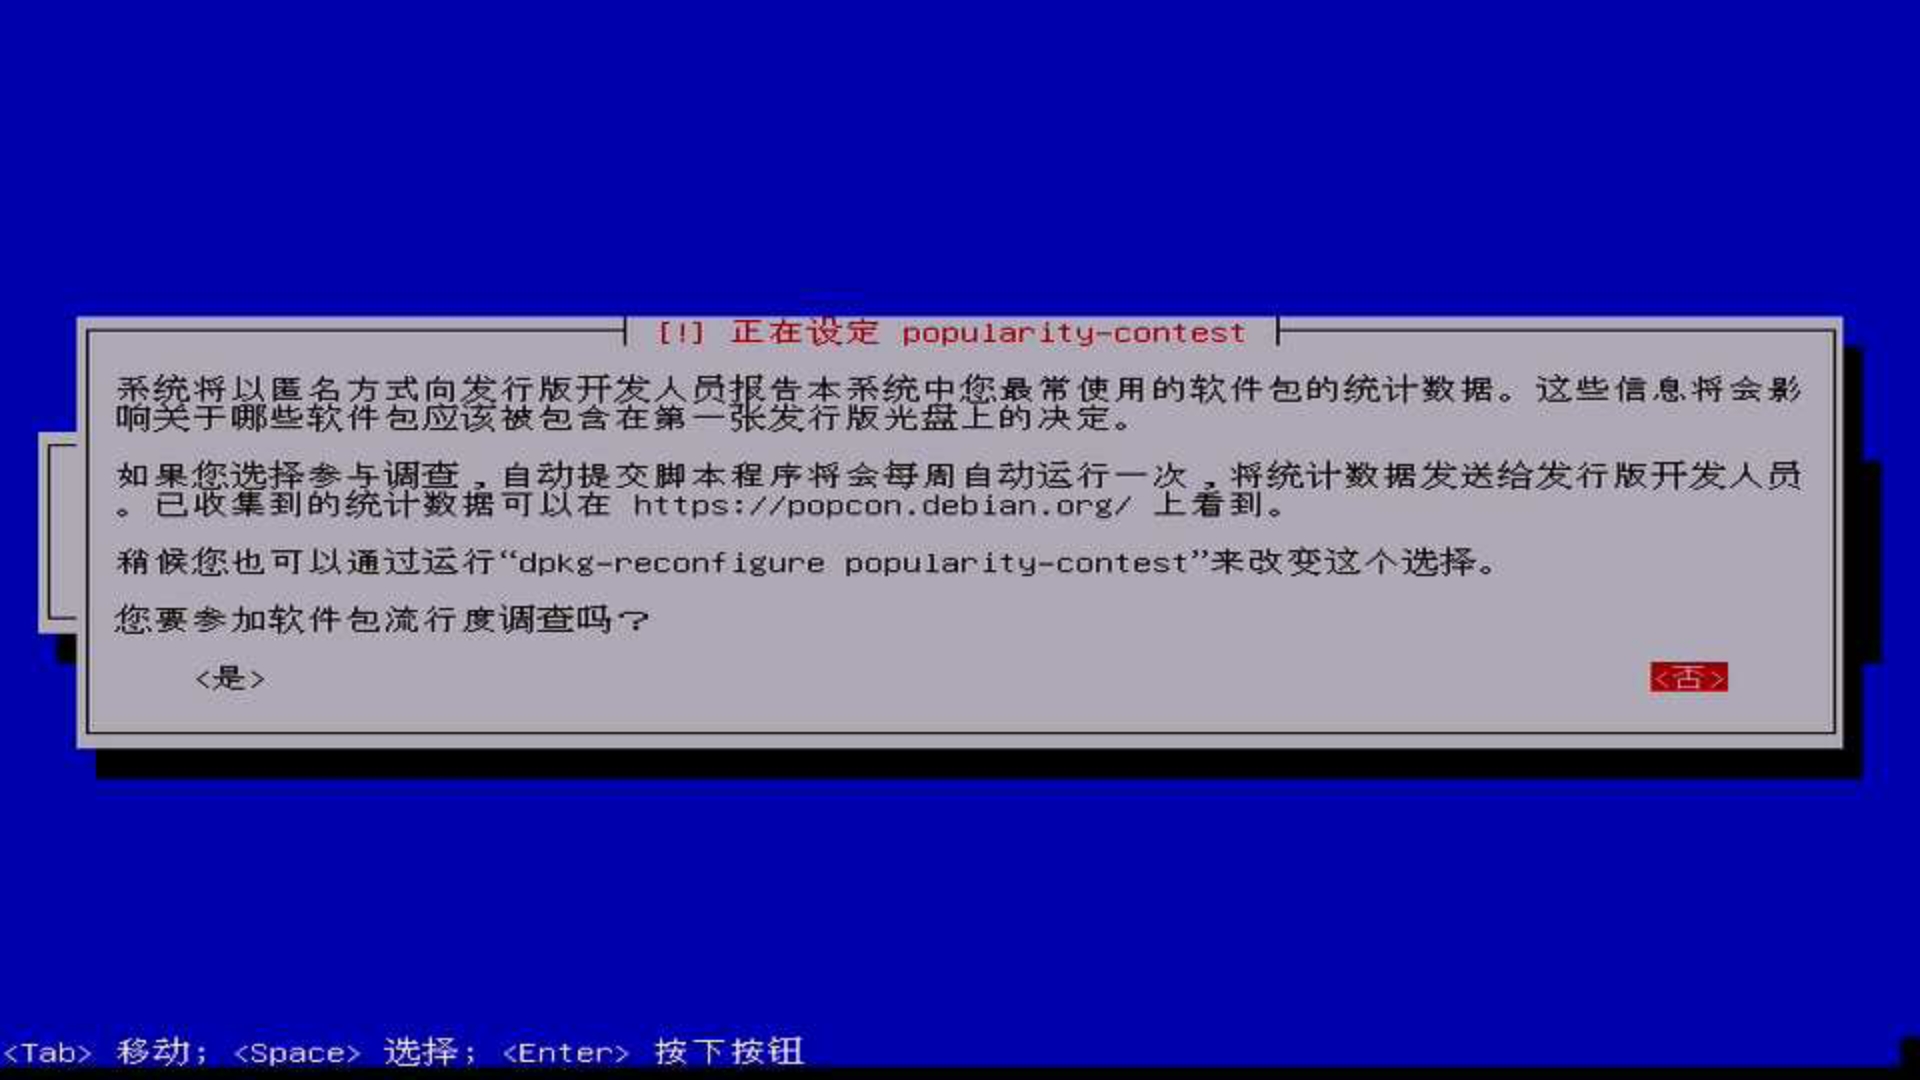 [!] 正在设定 popularity-contest
系统将以匿名方式向发行版开发人员报告本系统中您最常使用的软件包的统计数据。这些信息将会影
响关于哪些软件包应该被包含在第一张发行版光盘上的决定。
如果您选择参与调查，自动提交脚本程序将会每周自动运行一次，将统计数据发送给发行版开发人员
。已收集到的统计数据可以在 https://popcon.debian.org/ 上看到。
稍候您也可以通过运行“dpkg-reconfigure popularity-contest”来改变这个选择。
您要参加软件包流行度调查吗？
<是> <否>
<Tab> 移动; <Space> 选择; <Enter> 按下按钮